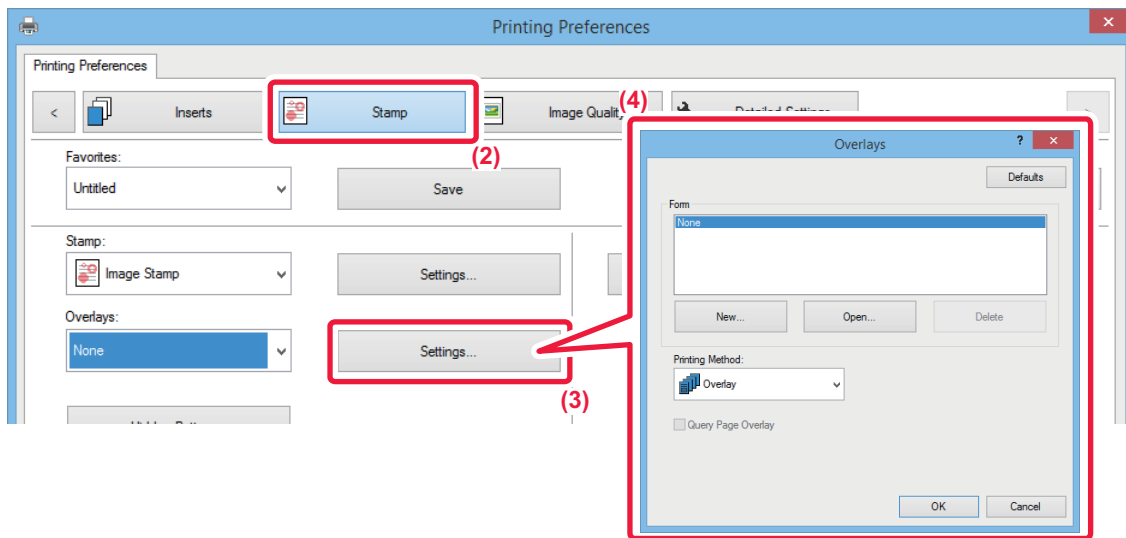 Printing Preferences
Printing Preferences
< Inserts Stamp Image Quality
(4)
(2)
Favorites:
Untitled Save
Stamp:
Image Stamp Settings...
Overlays:
None Settings...
(3)
Overlays ?
Defaults
Form
None
New... Open... Delete
Printing Method:
Overlay
Query Page Overlay
OK Cancel